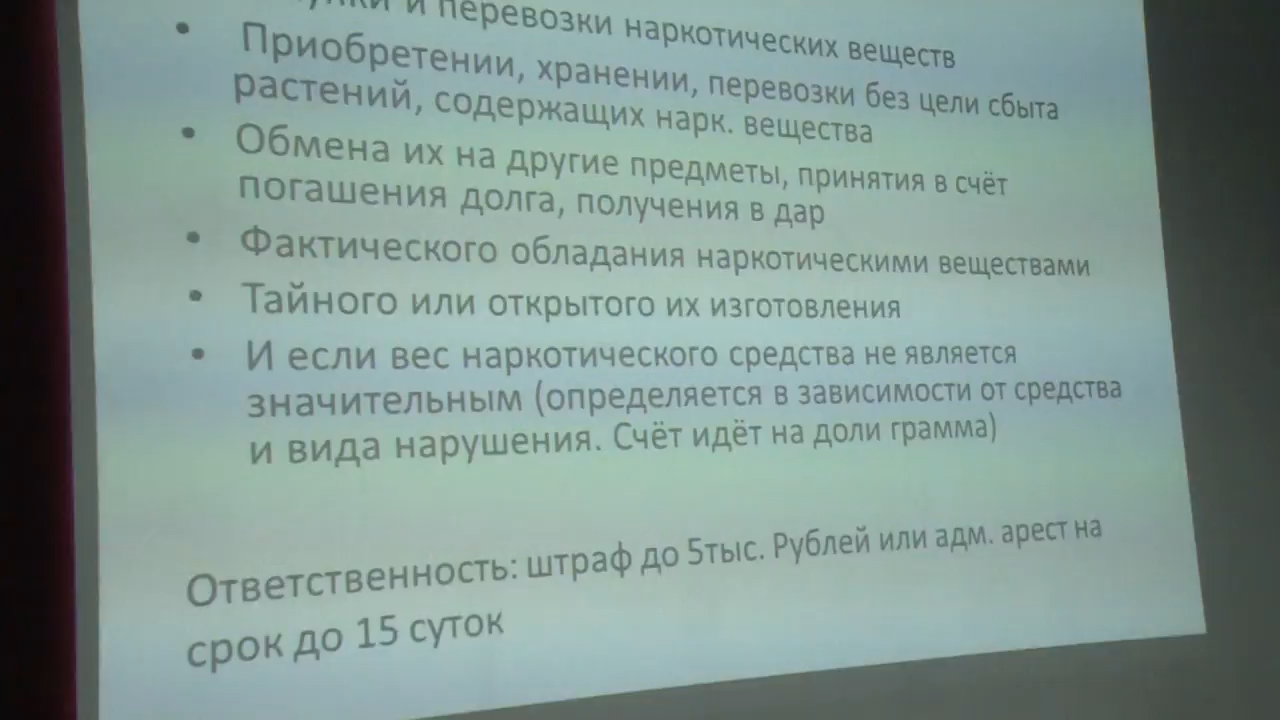 и перевозки наркотических веществ
• Приобретении, хранении, перевозки без цели сбыта
растений, содержащих нарк. вещества
• Обмена их на другие предметы, принятия в счёт
погашения долга, получения в дар
• Фактического обладания наркотическими веществами
• Тайного или открытого их изготовления
• И если вес наркотического средства не является
значительным (определяется в зависимости от средства
и вида нарушения. Счёт идёт на доли грамма)
Ответственность: штраф до 5тыс. Рублей или адм. арест на
срок до 15 суток